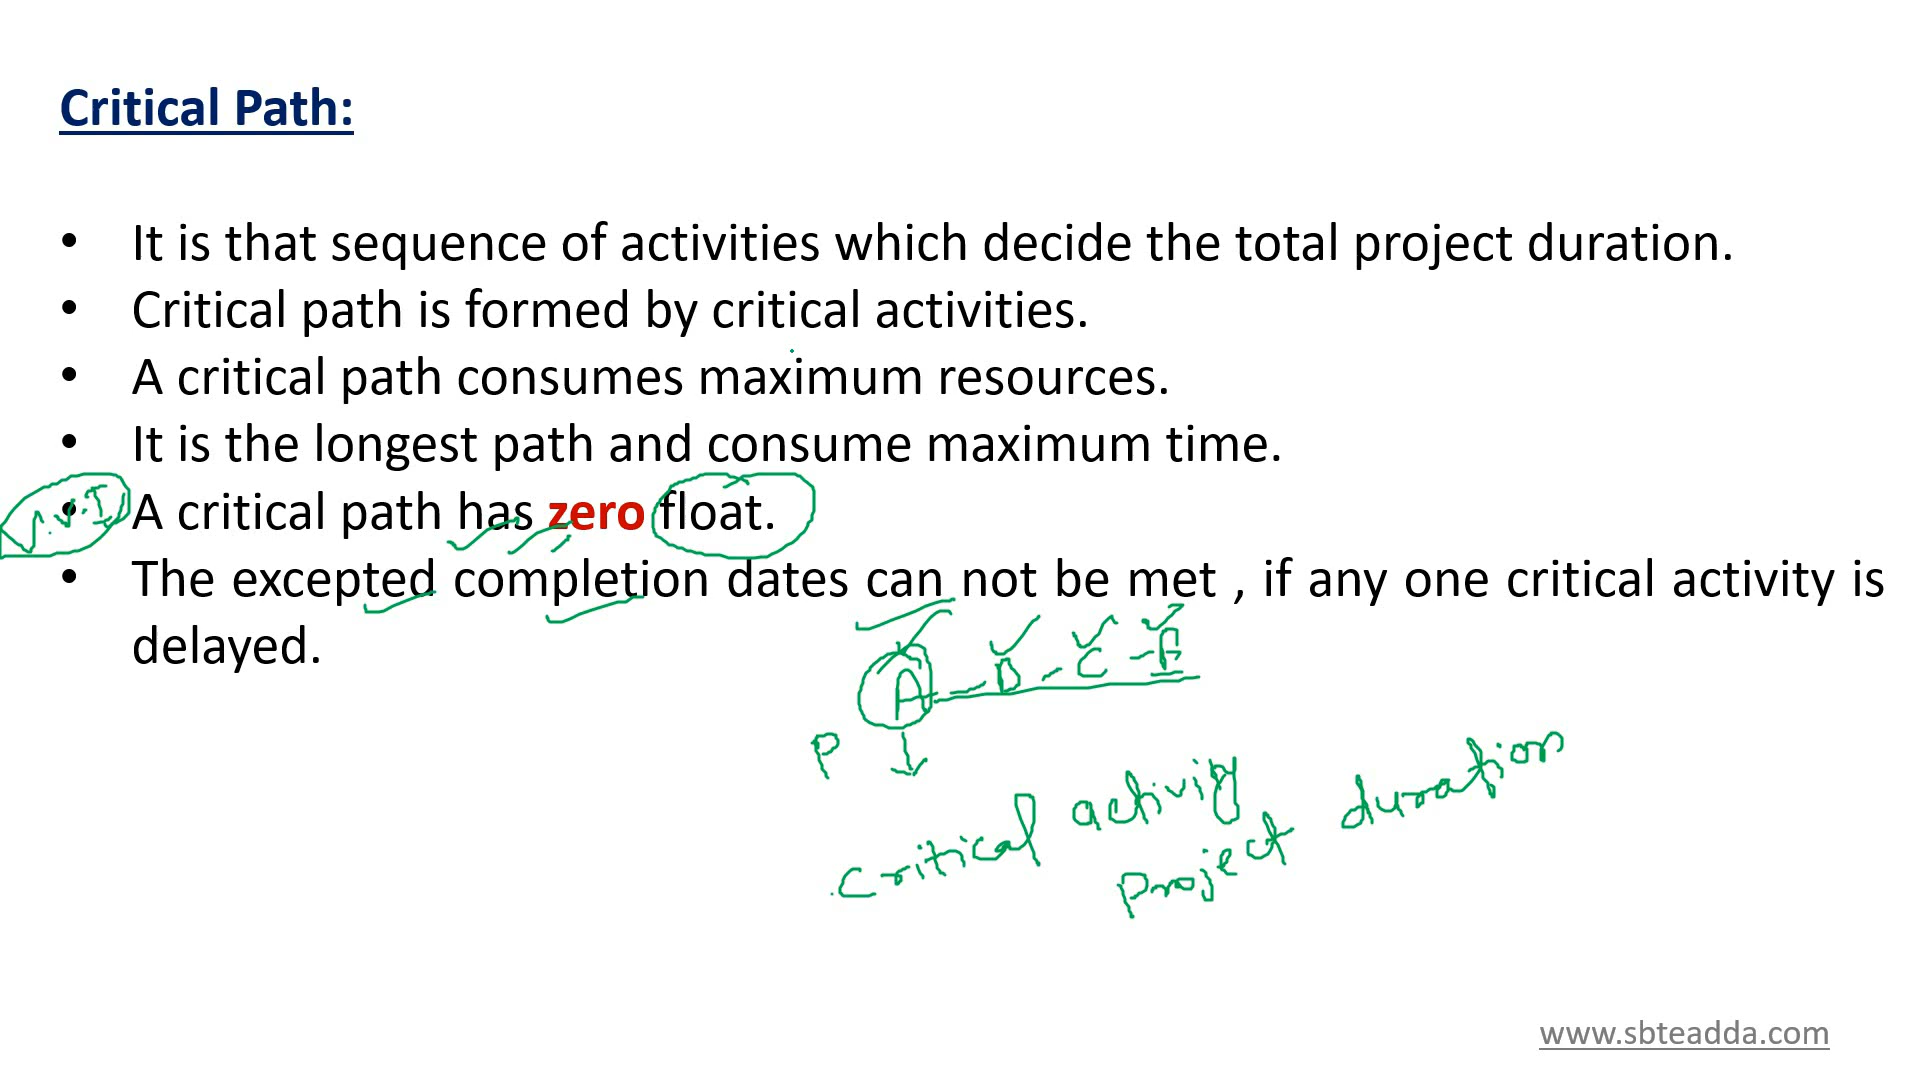 Critical Path:
• It is that sequence of activities which decide the total project duration.
• Critical path is formed by critical activities.
• A critical path consumes maximum resources.
• It is the longest path and consume maximum time.
V.V.I • A critical path has zero float.
• The excepted completion dates can not be met , if any one critical activity is
delayed.
A - D - C - F
P
Critical activity
Project duration
www.sbteadda.com